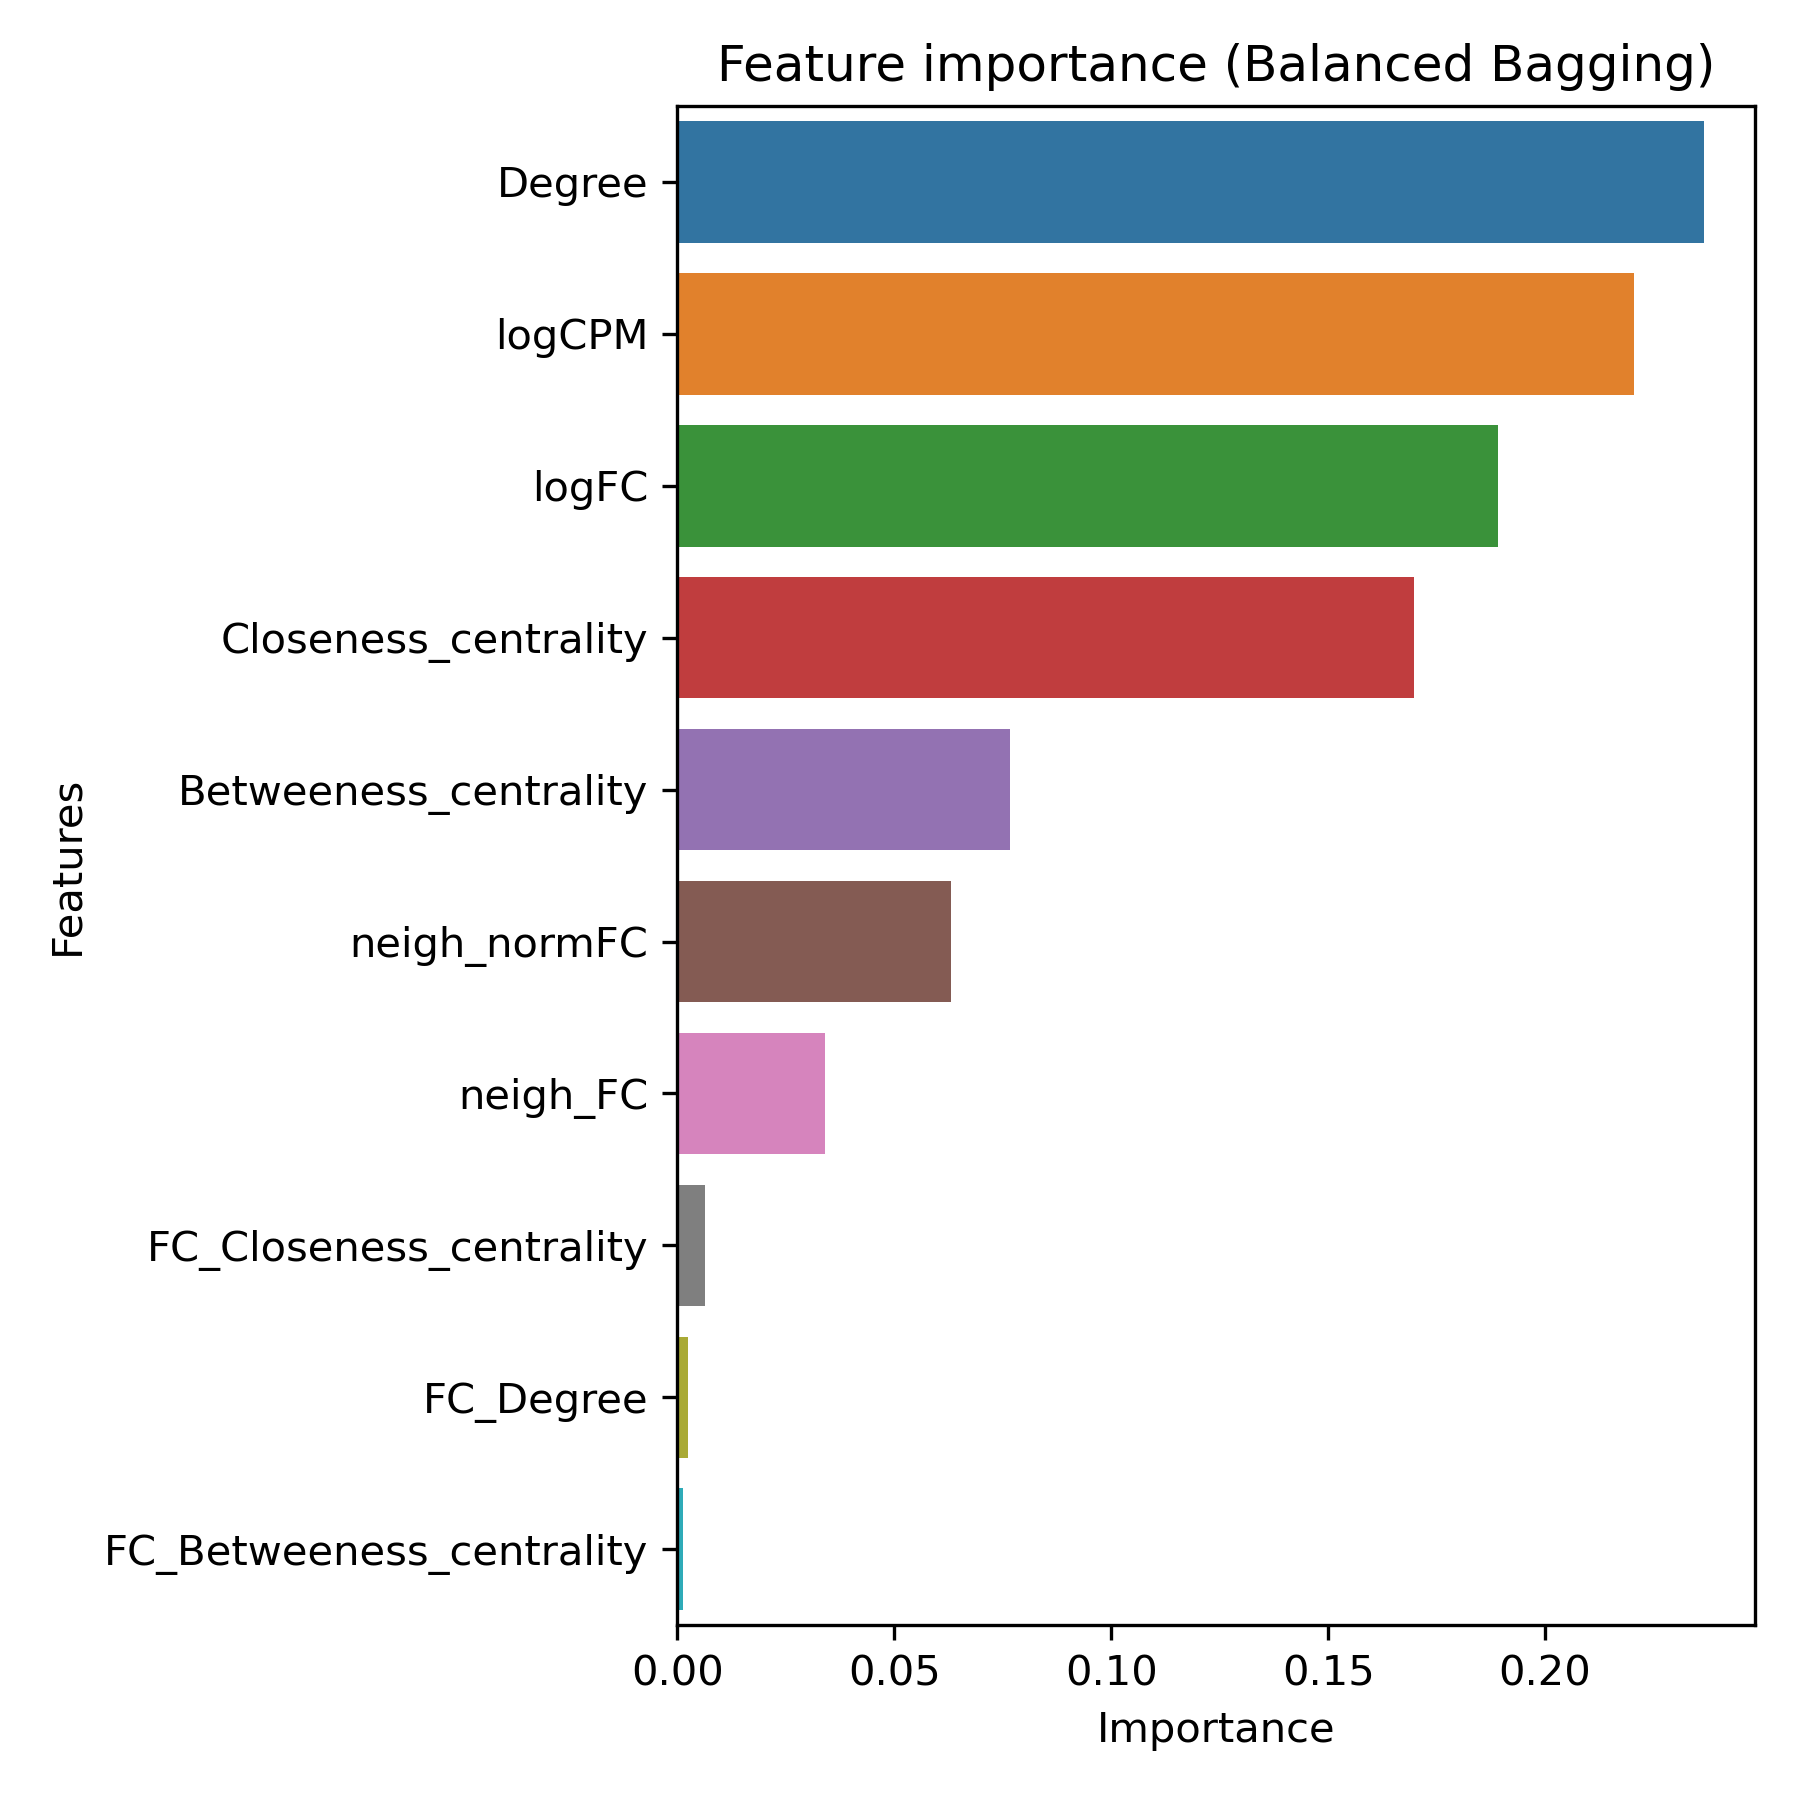 Feature importance (Balanced Bagging)
Degree
logCPM
logFC
Closeness_centrality
Betweeness_centrality
neigh_normFC
neigh_FC
FC_Closeness_centrality
FC_Degree
FC_Betweeness_centrality
Features
0.00 0.05 0.10 0.15 0.20
Importance